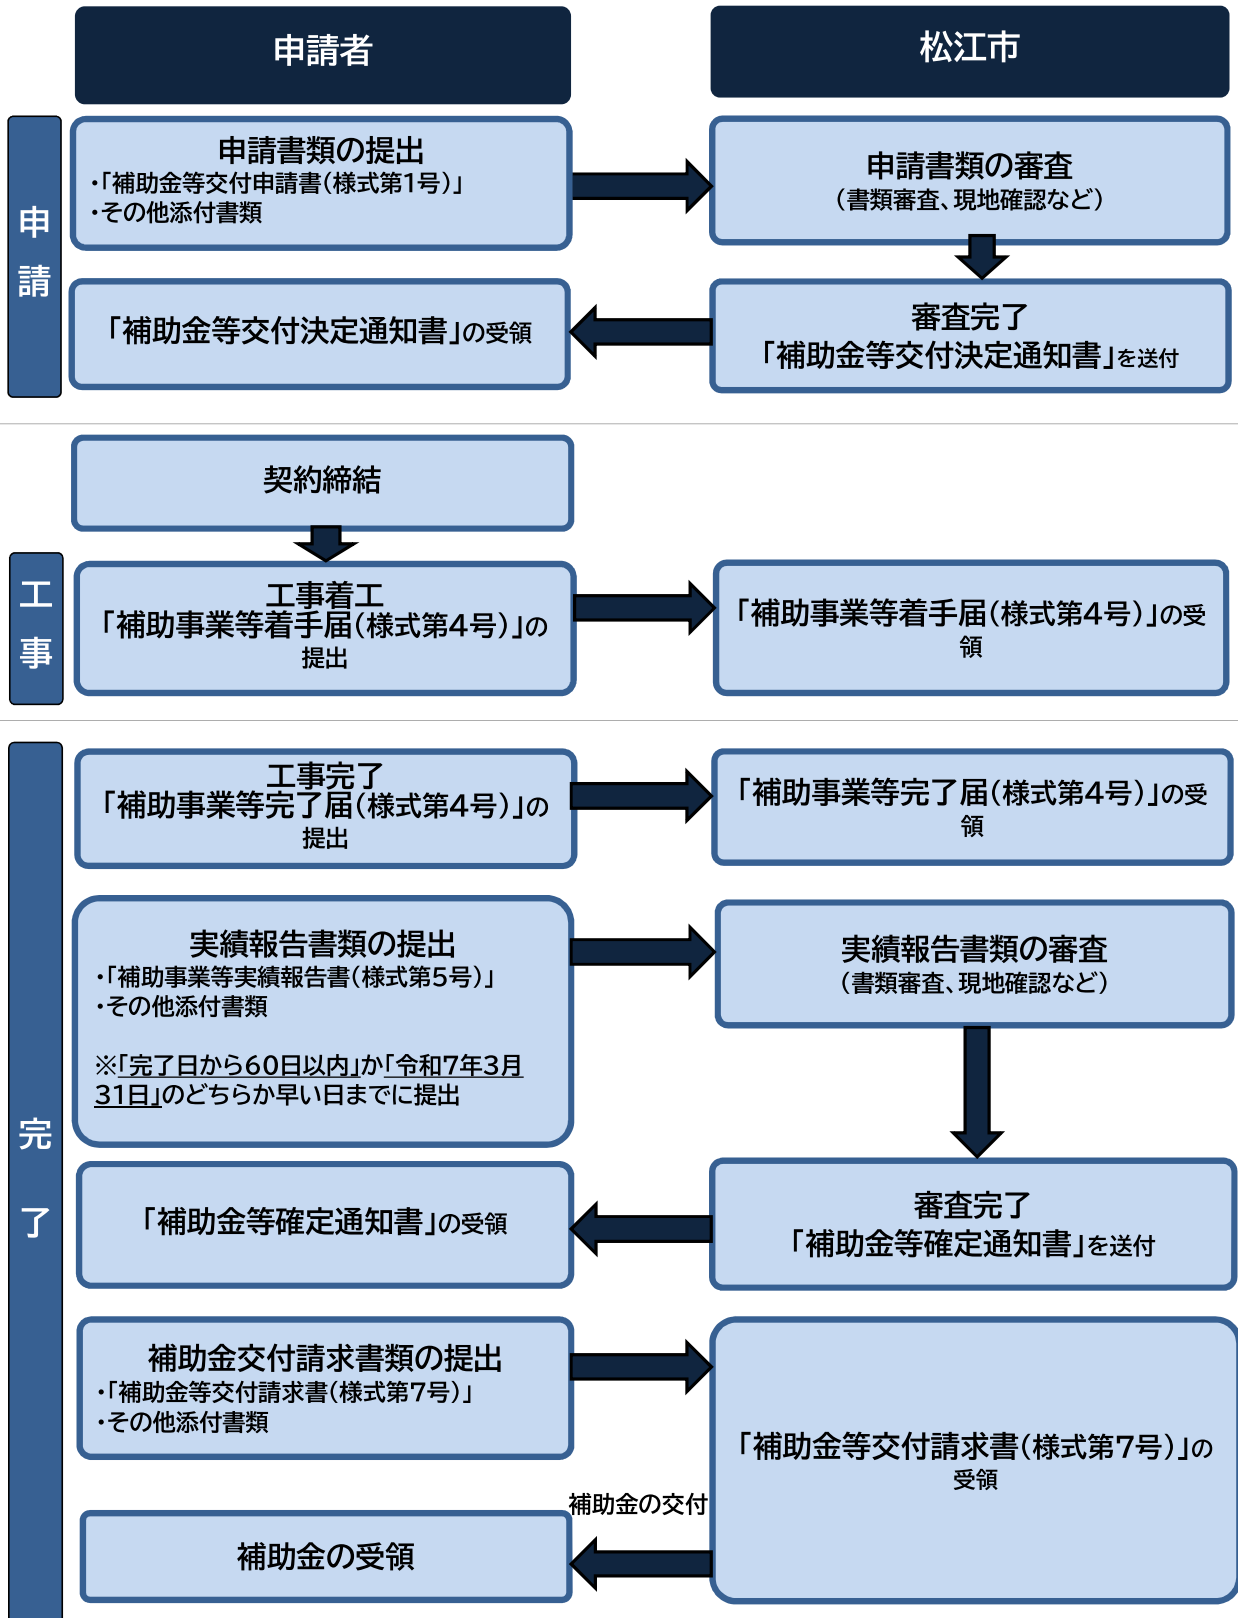 申請者
松江市
申請
申請書類の提出
・「補助金等交付申請書（様式第1号）」
・その他添付書類
申請書類の審査
（書類審査、現地確認など）
「補助金等交付決定通知書」の受領
審査完了
「補助金等交付決定通知書」を送付
契約締結
工事
工事着工
「補助事業等着手届（様式第4号）」の
提出
「補助事業等着手届（様式第4号）」の受
領
完了
工事完了
「補助事業等完了届（様式第4号）」の
提出
「補助事業等完了届（様式第4号）」の受
領
実績報告書類の提出
・「補助事業等実績報告書（様式第5号）」
・その他添付書類
※「完了日から60日以内」か「令和7年3月
31日」のどちらか早い日までに提出
実績報告書類の審査
（書類審査、現地確認など）
「補助金等確定通知書」の受領
審査完了
「補助金等確定通知書」を送付
補助金交付請求書類の提出
・「補助金等交付請求書（様式第7号）」
・その他添付書類
「補助金等交付請求書（様式第7号）」の
受領
補助金の交付
補助金の受領